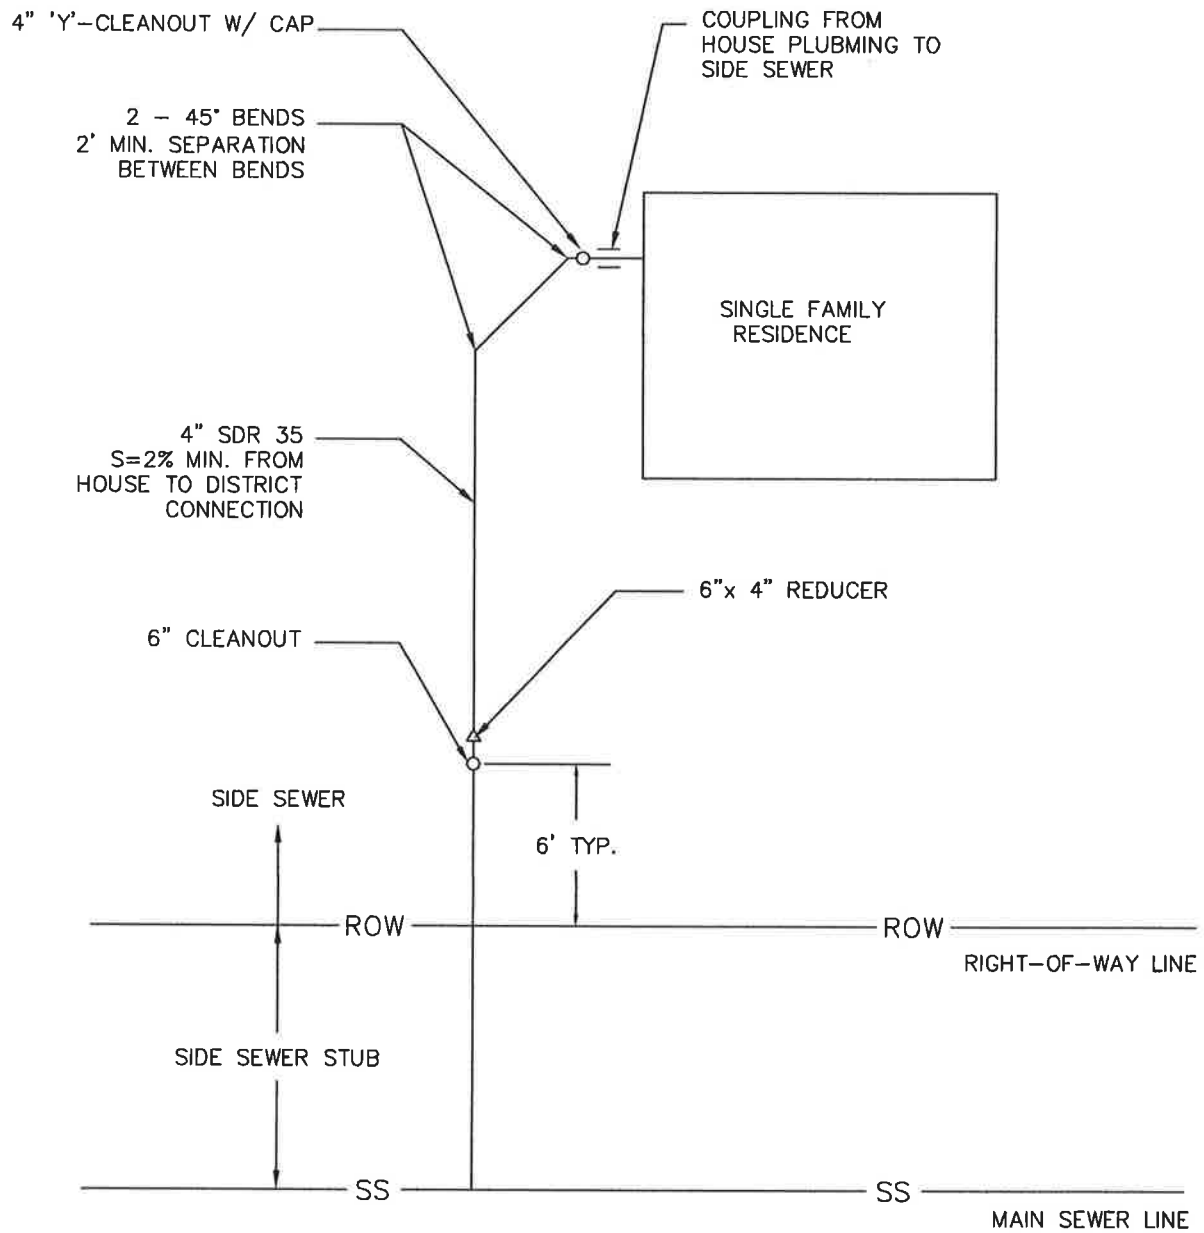 4" 'Y'-CLEANOUT W/ CAP
COUPLING FROM
HOUSE PLUBMING TO
SIDE SEWER
2 - 45° BENDS
2' MIN. SEPARATION
BETWEEN BENDS
SINGLE FAMILY
RESIDENCE
4" SDR 35
S=2% MIN. FROM
HOUSE TO DISTRICT
CONNECTION
6"x 4" REDUCER
6" CLEANOUT
SIDE SEWER
6' TYP.
ROW
ROW
RIGHT-OF-WAY LINE
SIDE SEWER STUB
SS
SS
MAIN SEWER LINE